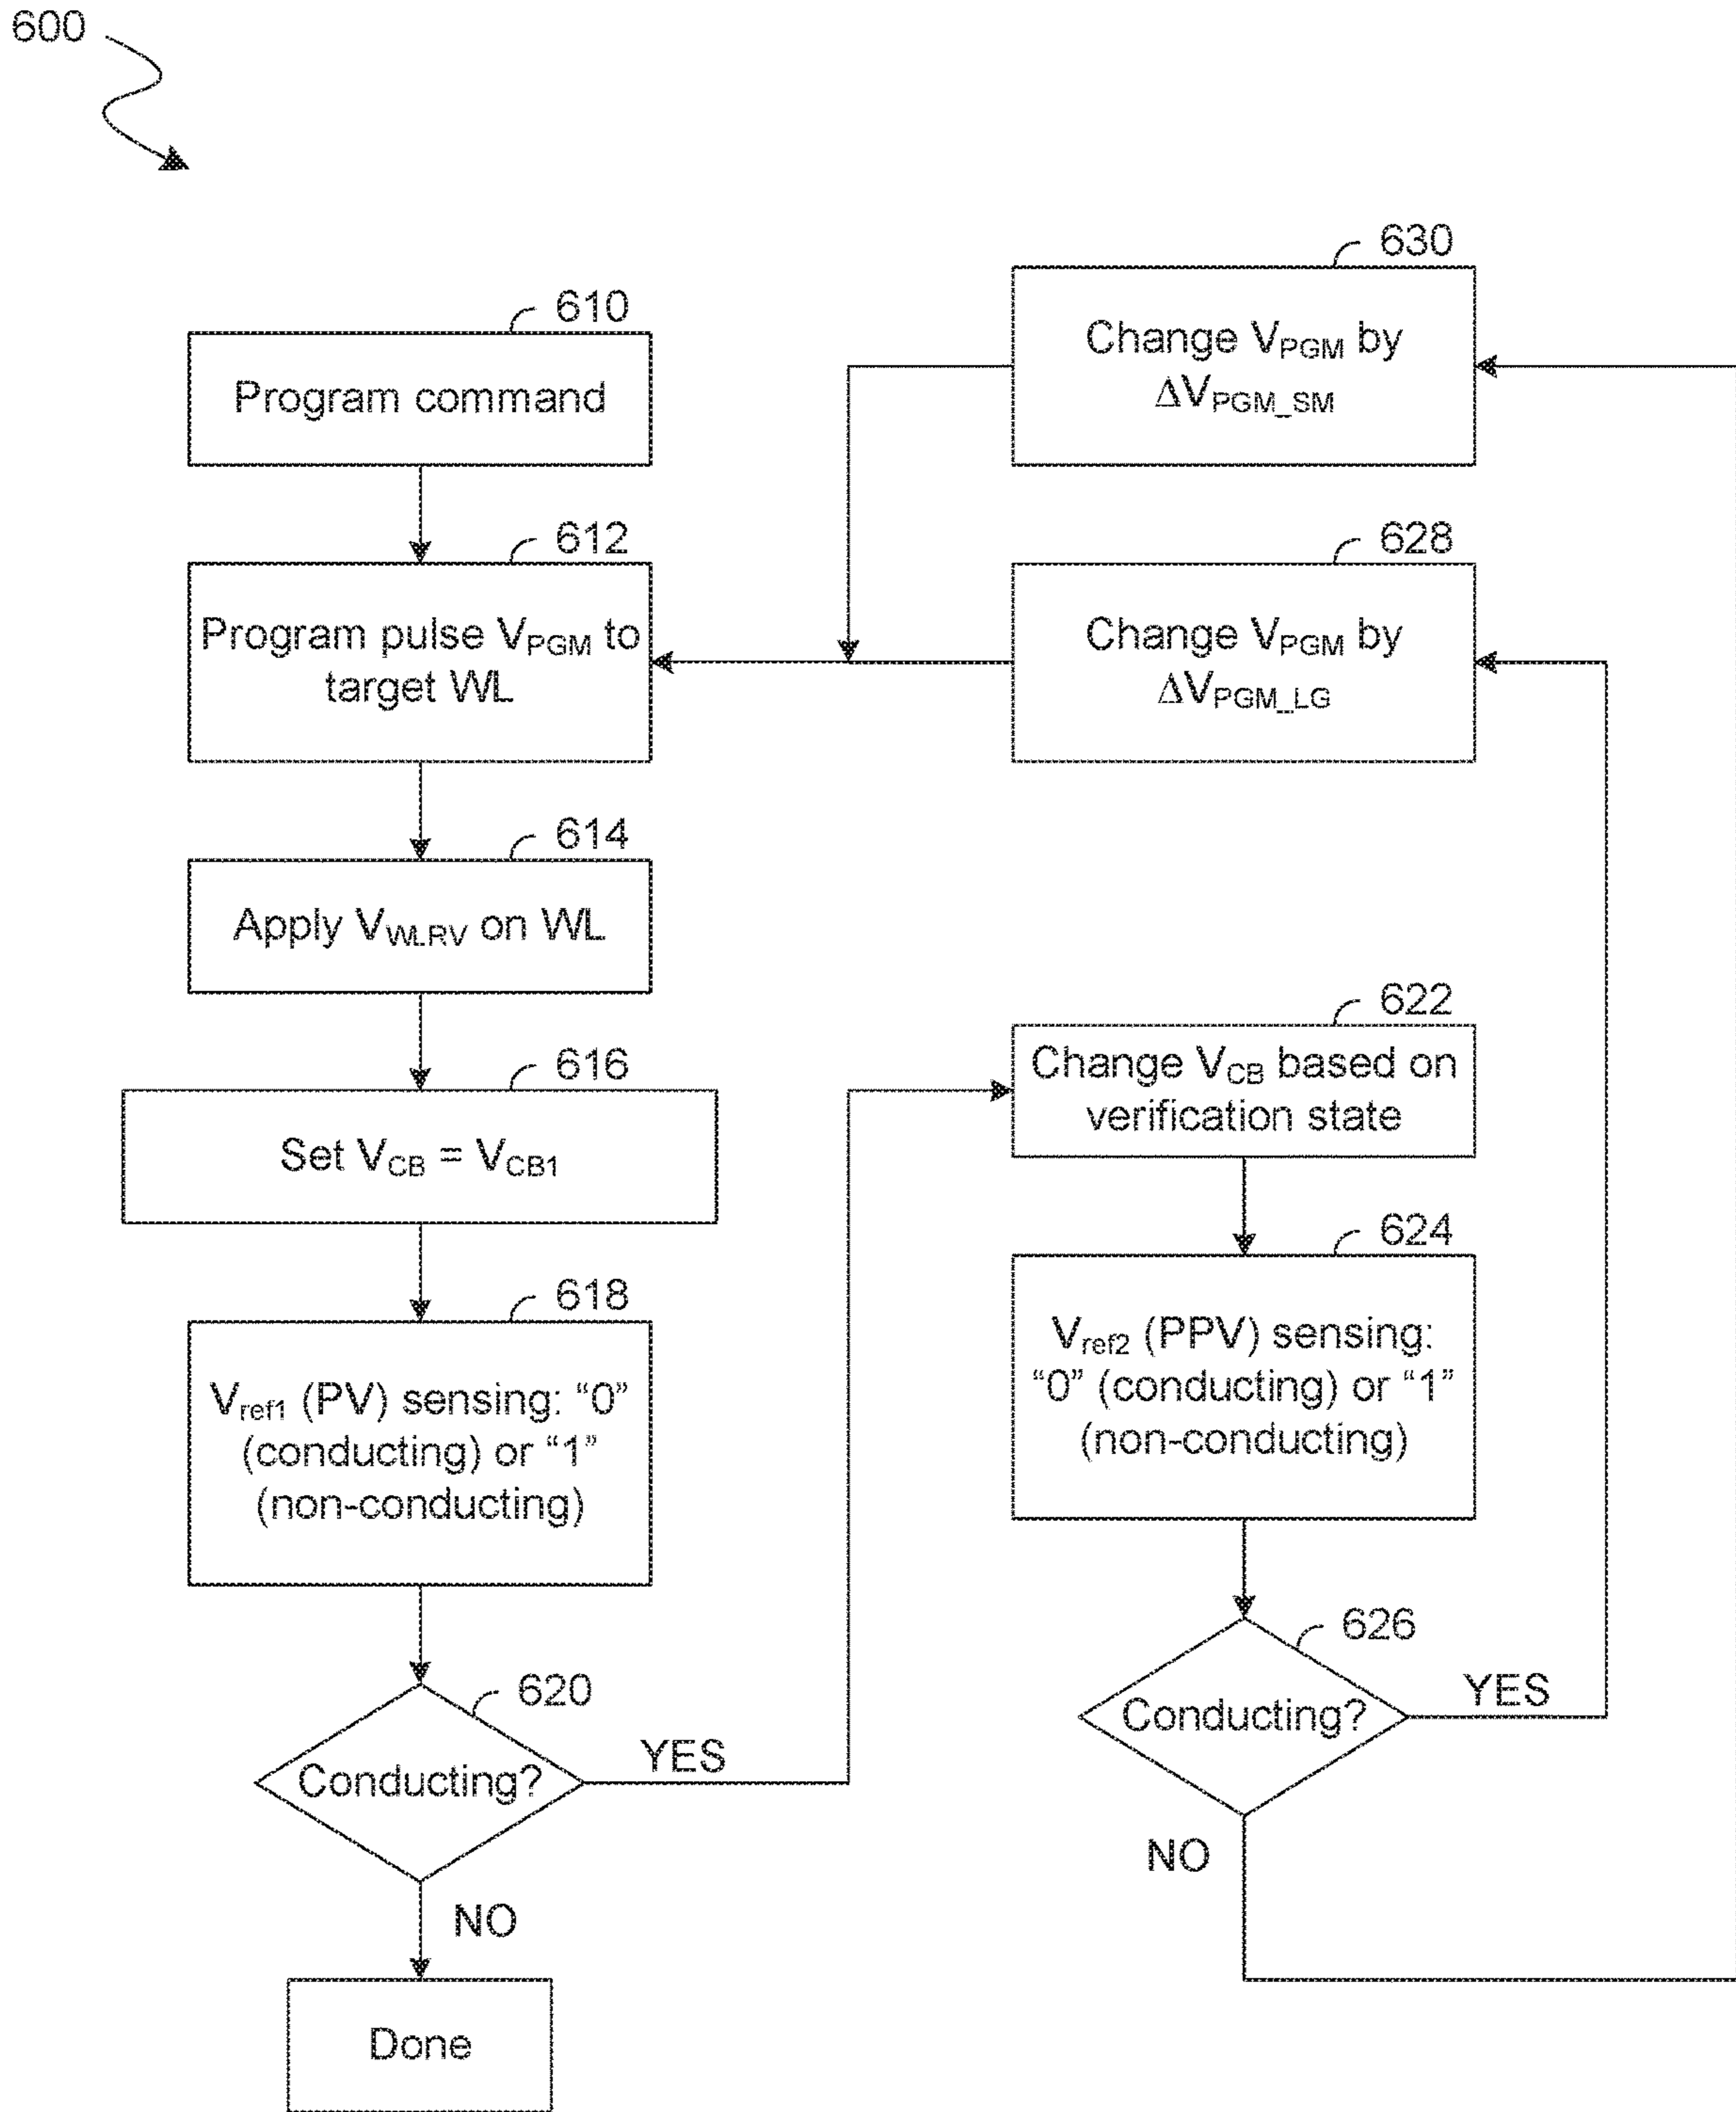 600
610
Program command
612
Program pulse VPGM to
target WL
614
Apply VWLRV on WL
616
Set VCB = VCB1
618
Vref1 (PV) sensing: “0”
(conducting) or “1”
(non-conducting)
620
Conducting?
YES
NO
Done
630
Change VPGM by
ΔVPGM_SM
628
Change VPGM by
ΔVPGM_LG
622
Change VCB based on
verification state
624
Vref2 (PPV) sensing:
“0” (conducting) or “1”
(non-conducting)
626
Conducting?
YES
NO